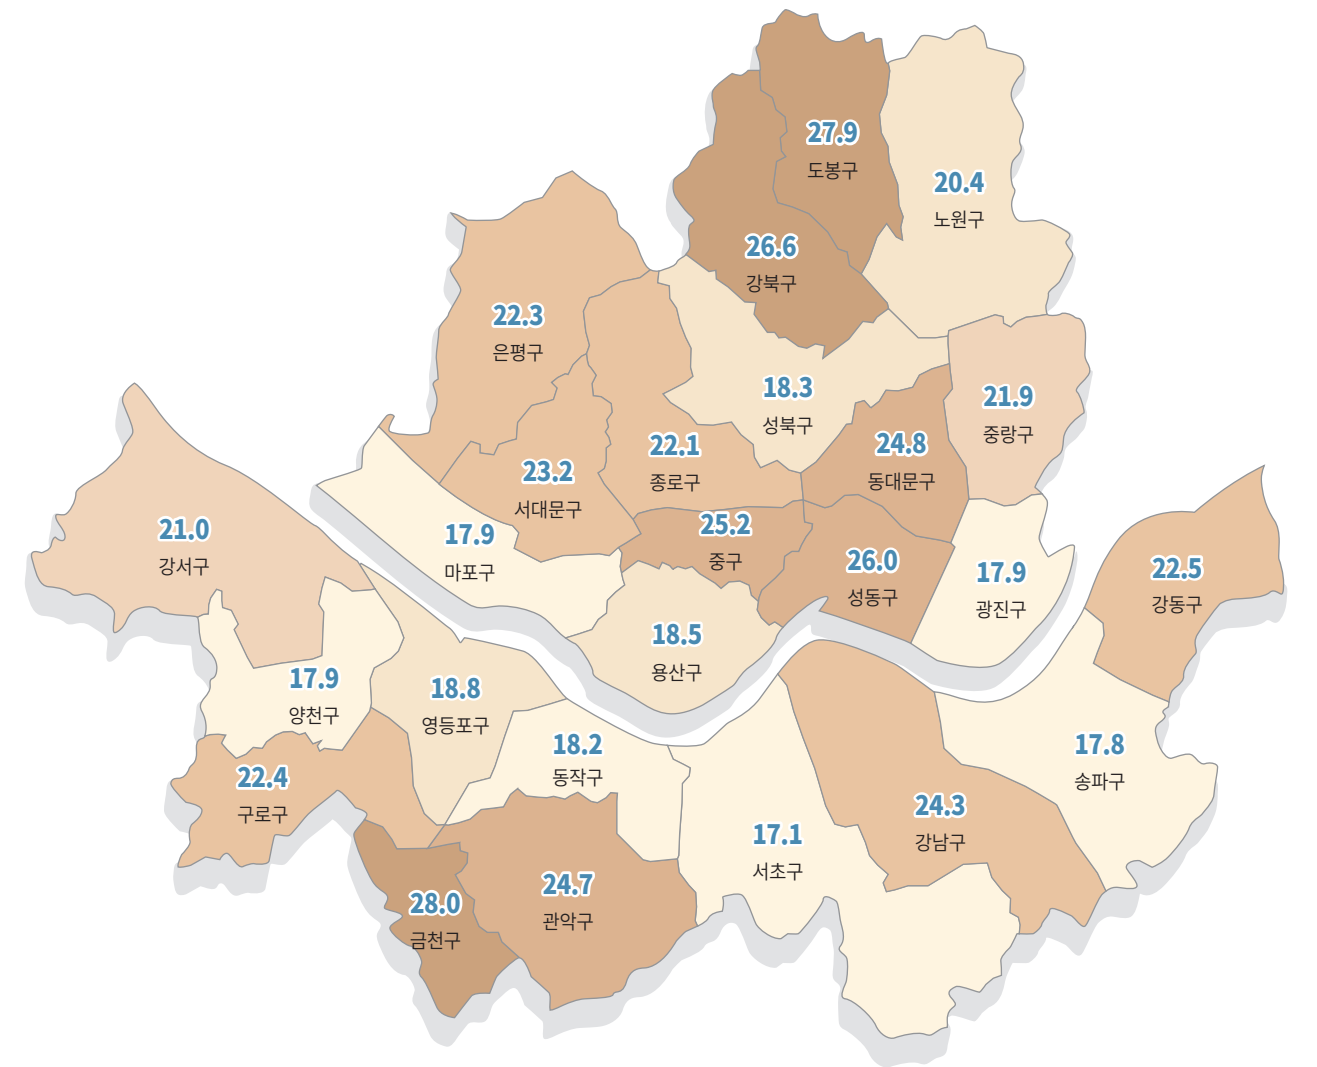 27.9
도봉구
20.4
노원구
26.6
강북구
22.3
은평구
18.3
성북구
21.9
중랑구
22.1
종로구
24.8
동대문구
23.2
서대문구
21.0
강서구
17.9
마포구
25.2
중구
26.0
성동구
17.9
광진구
22.5
강동구
18.5
용산구
17.9
양천구
18.8
영등포구
18.2
동작구
17.8
송파구
22.4
구로구
24.3
강남구
17.1
서초구
24.7
관악구
28.0
금천구